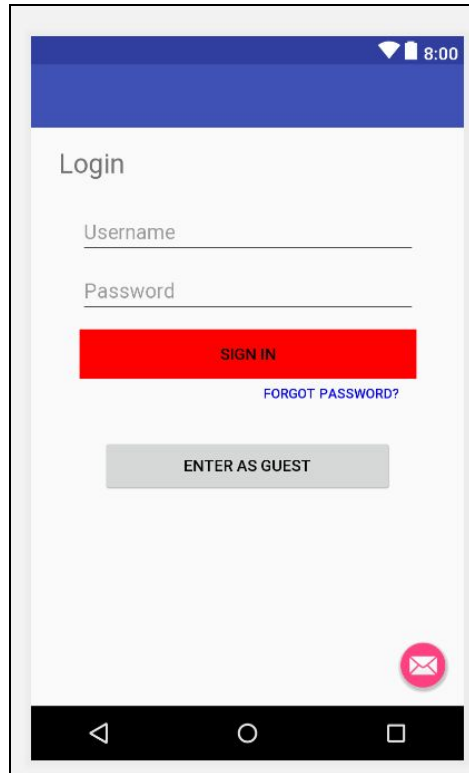 8:00
Login
Username
Password
SIGN IN
FORGOT PASSWORD?
ENTER AS GUEST